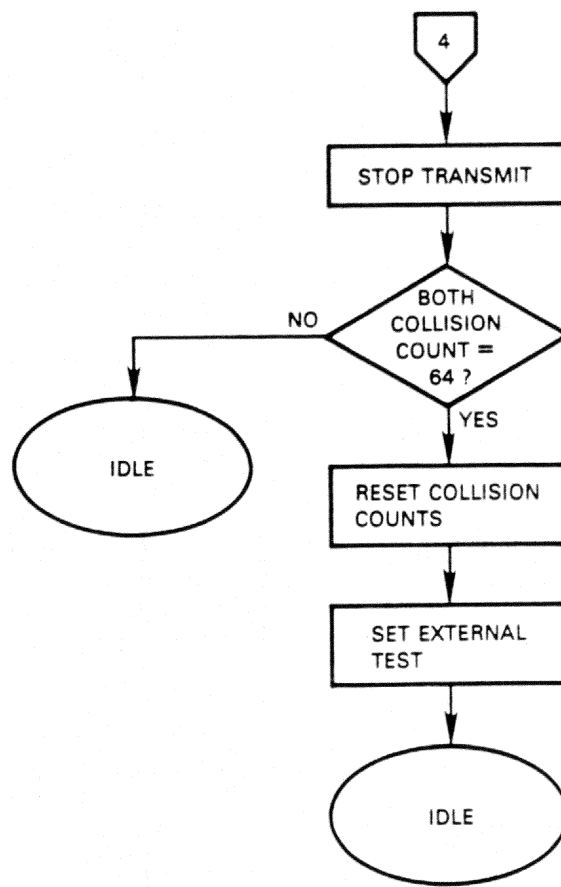 4
STOP TRANSMIT
BOTH
COLLISION
COUNT =
64 ?
NO
YES
IDLE
RESET COLLISION
COUNTS
SET EXTERNAL
TEST
IDLE